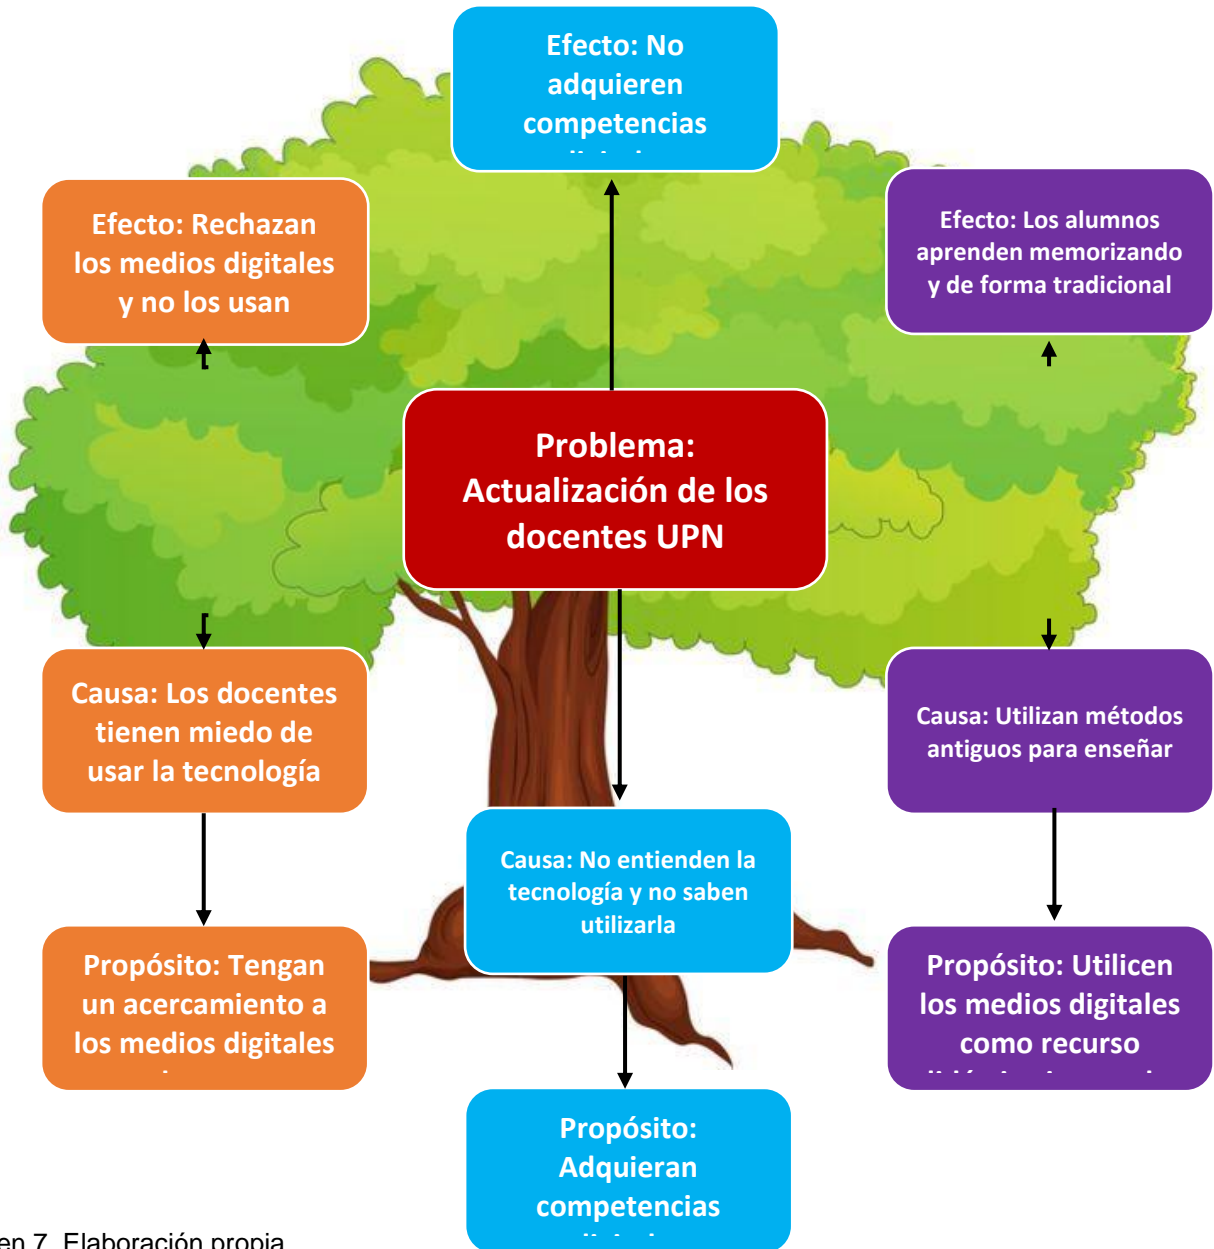 Efecto: No
adquieren
competencias
Efecto: Rechazan
los medios digitales
y no los usan
Efecto: Los alumnos
aprenden memorizando
y de forma tradicional
Problema:
Actualización de los
docentes UPN
Causa: Los docentes
tienen miedo de
usar la tecnología
Causa: Utilizan métodos
antiguos para enseñar
Causa: No entienden la
tecnología y no saben
utilizarla
Propósito: Tengan
un acercamiento a
los medios digitales
Propósito: Utilicen
los medios digitales
como recurso
Propósito:
Adquieran
competencias
en 7. Elaboración propia